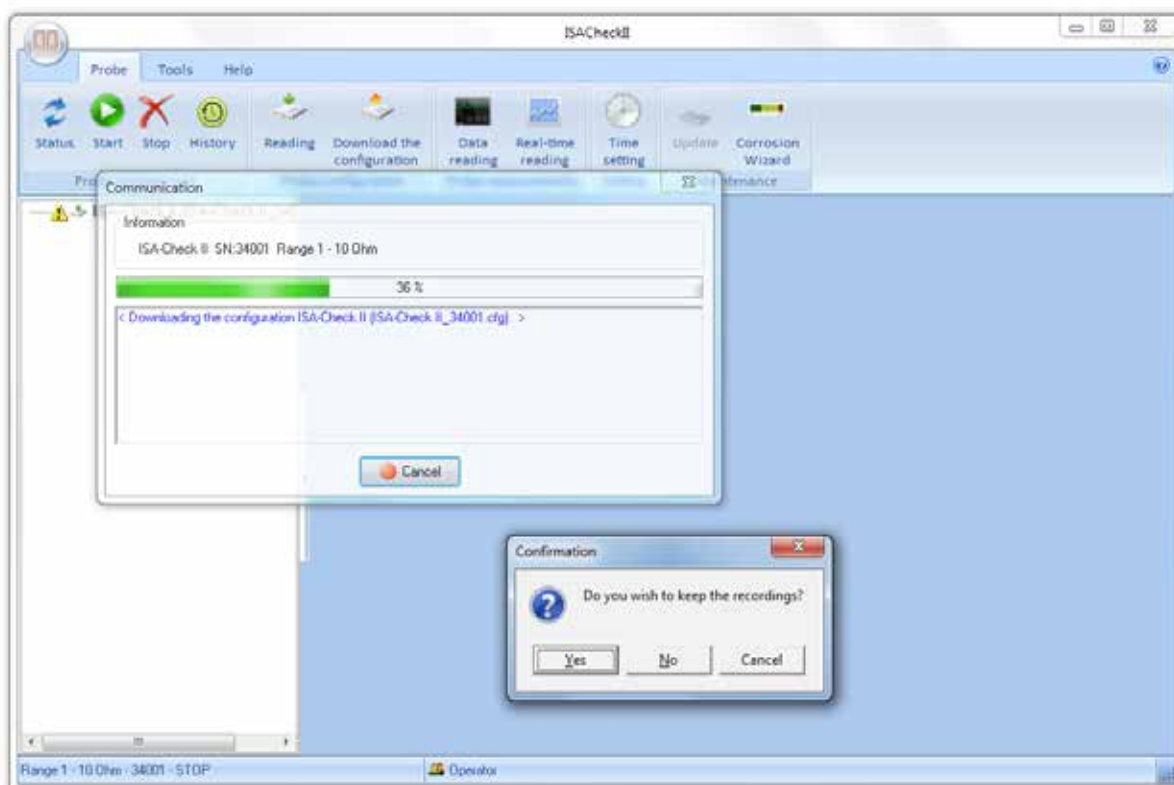 ISACheckII
Probe Tools Help
Status Start Stop History Reading Download the configuration Data reading Real-time reading Time setting Update Corrosion Wizard
Communication
Information
ISA-Check II SN:34001 Range 1 - 10 Ohm
36 %
< Downloading the configuration ISA-Check II (ISA-Check II_34001.cfg) >
Cancel
Confirmation
Do you wish to keep the recordings?
Yes No Cancel
Range 1 - 10 Ohm - 34001 - STOP
Operator